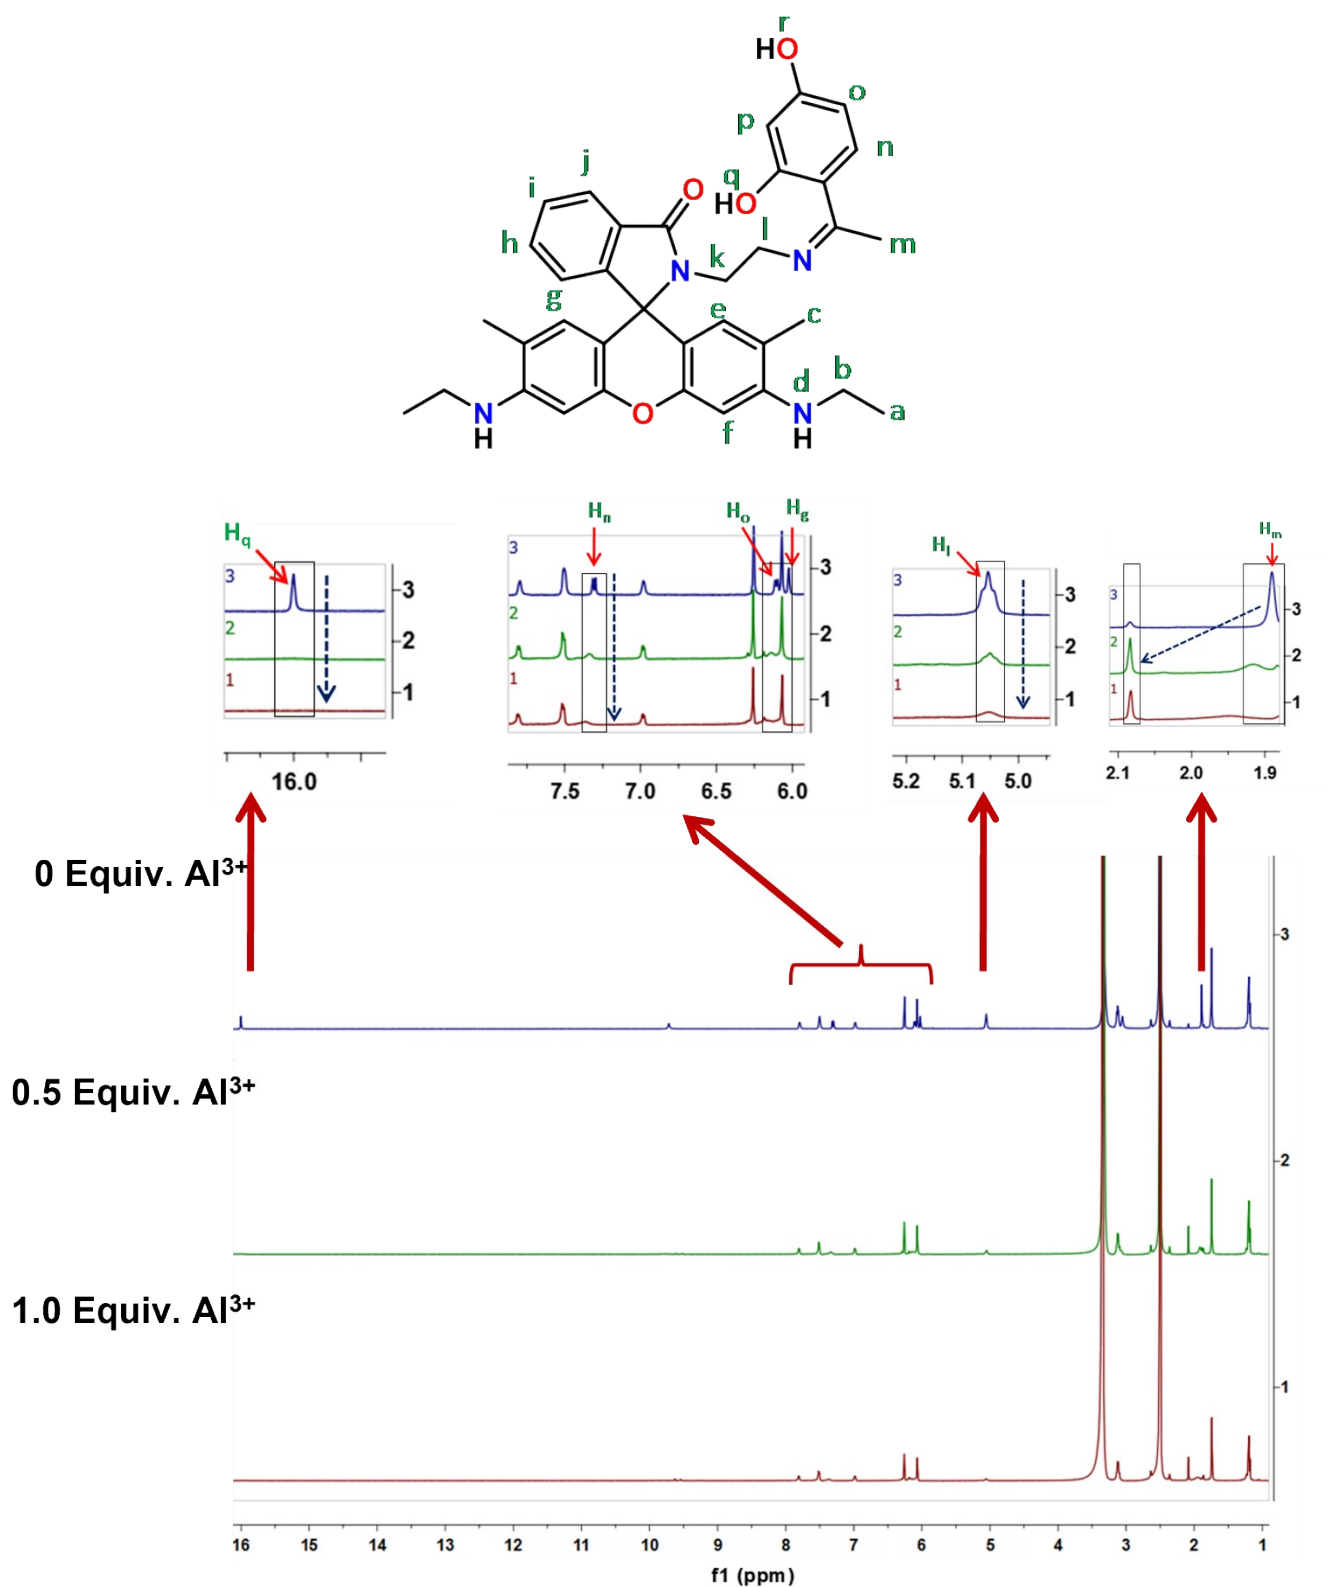 r
HO
o
p
n
j
q
HO
O
i
l
h
m
k
N
N
g
e
c
b
d
a
N
H
O
N
H
f
Hq
Hn
Ho
Hg
Hl
Hm
3
2
1
3
2
1
16.0
3
2
1
3
2
1
7.5 7.0 6.5 6.0
3
2
1
3
2
1
5.2 5.1 5.0
3
2
1
3
2
1
2.1 2.0 1.9
0 Equiv. Al3+
3
0.5 Equiv. Al3+
2
1.0 Equiv. Al3+
1
16 15 14 13 12 11 10 9 8 7 6 5 4 3 2 1
f1 (ppm)